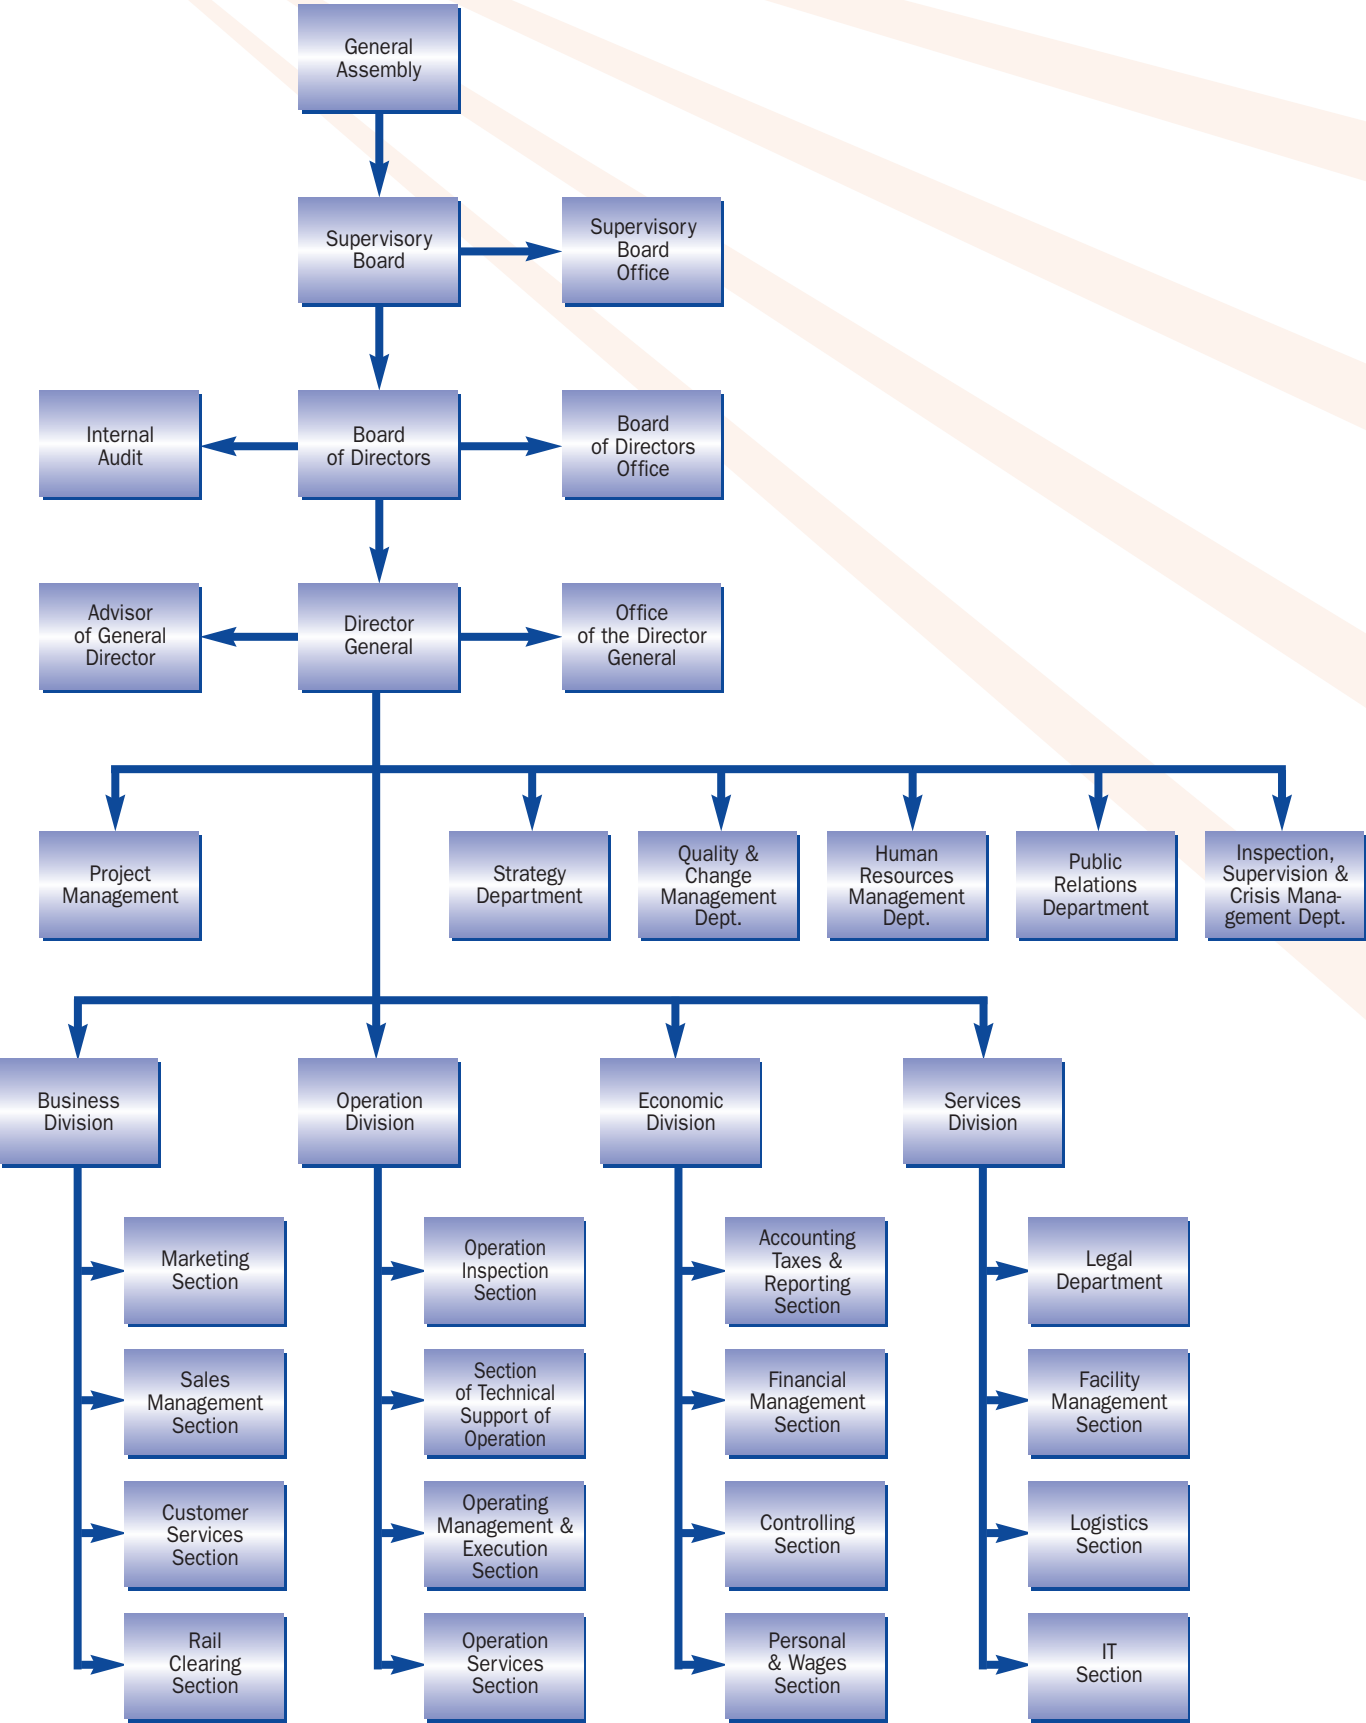 General
Assembly
Supervisory
Board
Supervisory
Board
Office
Internal
Audit
Board
of Directors
Board
of Directors
Office
Advisor
of General
Director
Director
General
Office
of the Director
General
Project
Management
Strategy
Department
Quality &
Change
Management
Dept.
Human
Resources
Management
Dept.
Public
Relations
Department
Inspection,
Supervision &
Crisis Mana-
gement Dept.
Business
Division
Operation
Division
Economic
Division
Services
Division
Marketing
Section
Operation
Inspection
Section
Accounting
Taxes &
Reporting
Section
Legal
Department
Sales
Management
Section
Section
of Technical
Support of
Operation
Financial
Management
Section
Facility
Management
Section
Customer
Services
Section
Operating
Management &
Execution
Section
Controlling
Section
Logistics
Section
Rail
Clearing
Section
Operation
Services
Section
Personal
& Wages
Section
IT
Section